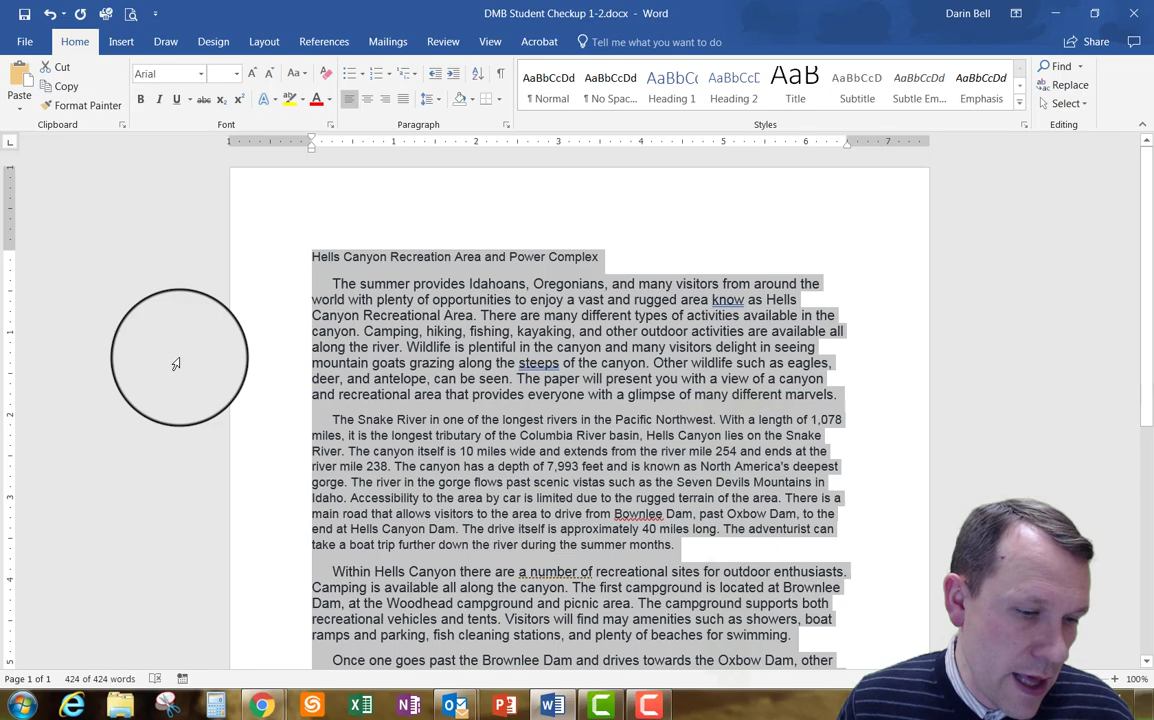 DMB Student Checkup 1-2.docx - Word
Darin Bell
File Home Insert Draw Design Layout References Mailings Review View Acrobat Tell me what you want to do
Share
Paste
Cut
Copy
Format Painter
Clipboard
Arial
Aa
B I U abc x₂ x²
A A
Font
Paragraph
AaBbCcDd AaBbCcDd AaBbCc AaBbCcD AaB AaBbCcD AaBbCcDd AaBbCcDd
¶ Normal ¶ No Spac... Heading 1 Heading 2 Title Subtitle Subtle Em... Emphasis
Styles
Find
Replace
Select
Editing
1 1 2 3 4 5 6 7
Hells Canyon Recreation Area and Power Complex
The summer provides Idahoans, Oregonians, and many visitors from around the
world with plenty of opportunities to enjoy a vast and rugged area know as Hells
Canyon Recreational Area. There are many different types of activities available in the
canyon. Camping, hiking, fishing, kayaking, and other outdoor activities are available all
along the river. Wildlife is plentiful in the canyon and many visitors delight in seeing
mountain goats grazing along the steeps of the canyon. Other wildlife such as eagles,
deer, and antelope, can be seen. The paper will present you with a view of a canyon
and recreational area that provides everyone with a glimpse of many different marvels.
The Snake River in one of the longest rivers in the Pacific Northwest. With a length of 1,078
miles, it is the longest tributary of the Columbia River basin, Hells Canyon lies on the Snake
River. The canyon itself is 10 miles wide and extends from the river mile 254 and ends at the
river mile 238. The canyon has a depth of 7,993 feet and is known as North America's deepest
gorge. The river in the gorge flows past scenic vistas such as the Seven Devils Mountains in
Idaho. Accessibility to the area by car is limited due to the rugged terrain of the area. There is a
main road that allows visitors to the area to drive from Bownlee Dam, past Oxbow Dam, to the
end at Hells Canyon Dam. The drive itself is approximately 40 miles long. The adventurist can
take a boat trip further down the river during the summer months.
Within Hells Canyon there are a number of recreational sites for outdoor enthusiasts.
Camping is available all along the canyon. The first campground is located at Brownlee
Dam, at the Woodhead campground and picnic area. The campground supports both
recreational vehicles and tents. Visitors will find may amenities such as showers, boat
ramps and parking, fish cleaning stations, and plenty of beaches for swimming.
Once one goes past the Brownlee Dam and drives towards the Oxbow Dam, other
Page 1 of 1 424 of 424 words
100%